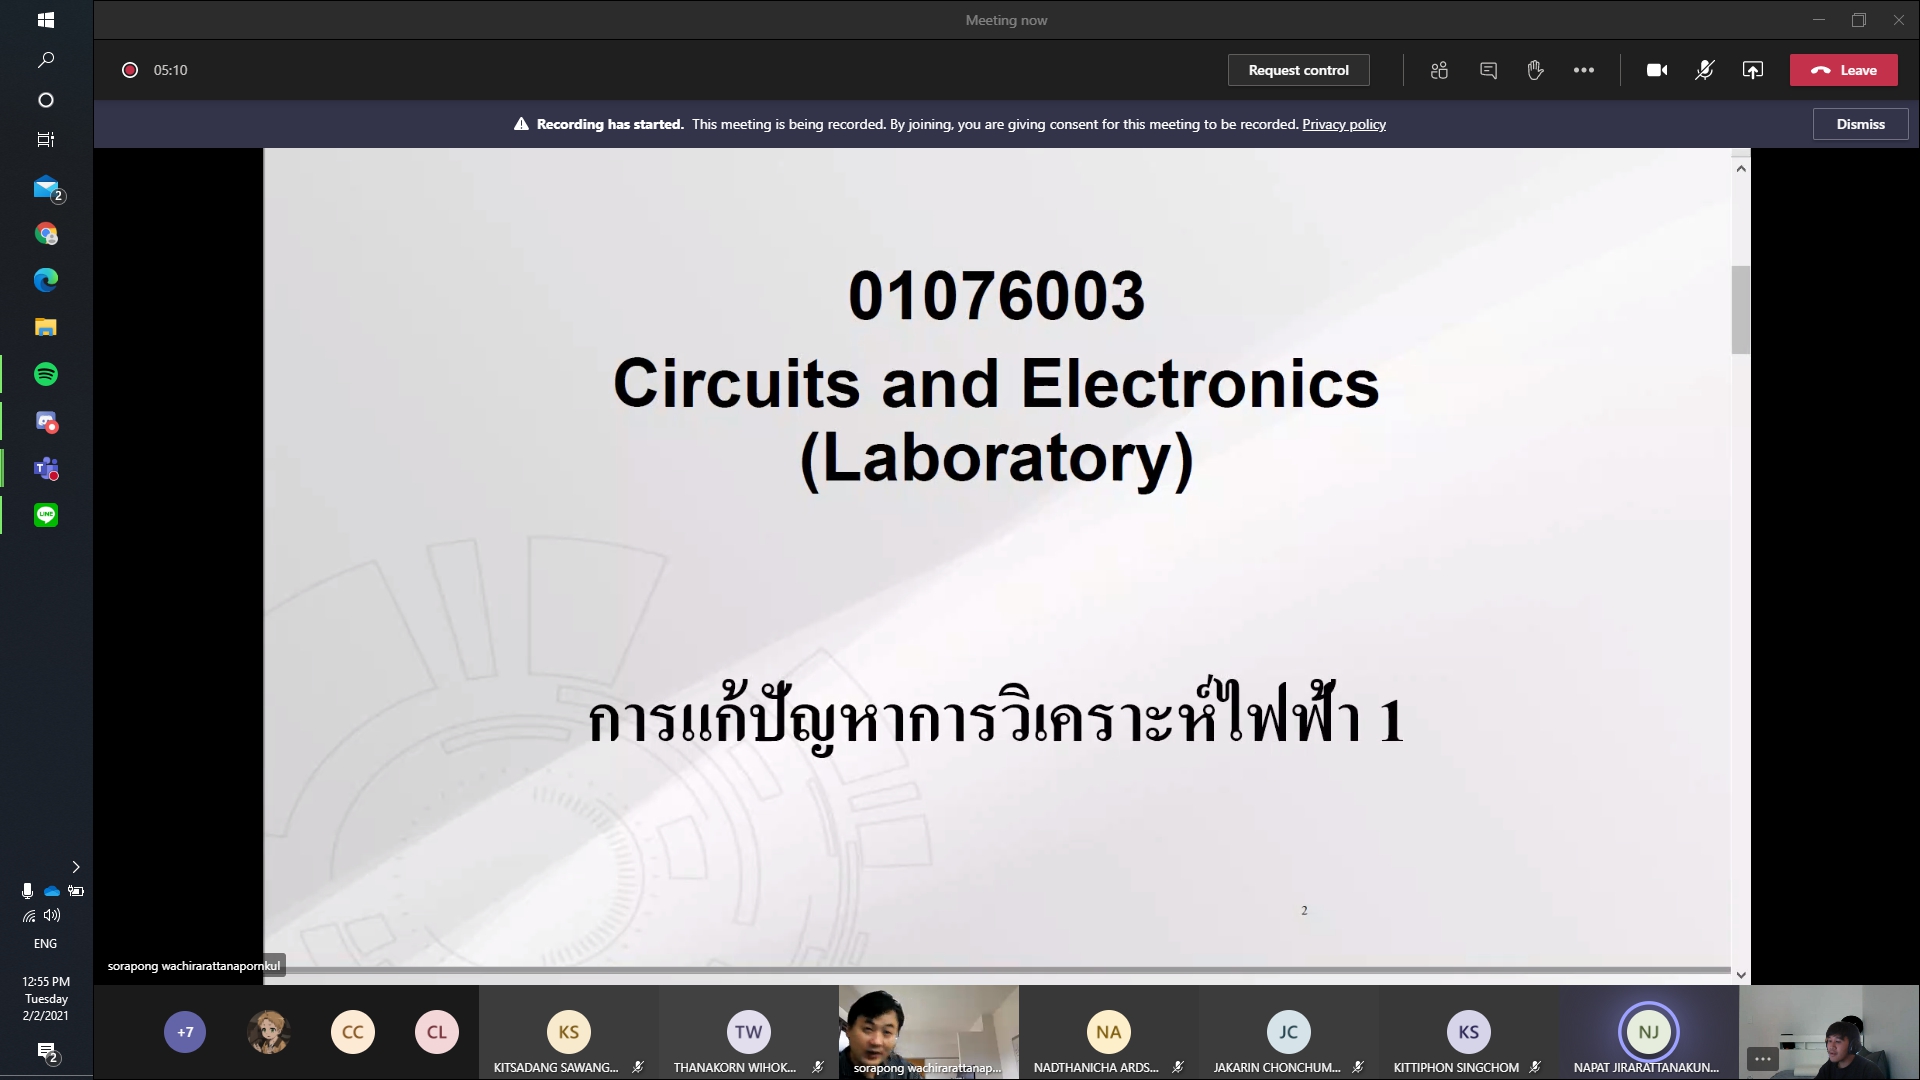 Meeting now
05:10
Request control
Leave
Recording has started. This meeting is being recorded. By joining, you are giving consent for this meeting to be recorded. Privacy policy
Dismiss
2
01076003
Circuits and Electronics
(Laboratory)
การแก้ปัญหาการวิเคราะห์ไฟฟ้า 1
2
T
LINE
sorapong wachirarattanapornkul
ENG
12:55 PM
Tuesday
2/2/2021
2
+7
CC
CL
KS
TW
NA
JC
KS
NJ
KITSADANG SAWANG...
THANAKORN WIHOK...
sorapong wachirarattanap...
NADTHANICHA ARDS...
JAKARIN CHONCHUM...
KITTIPHON SINGCHOM
NAPAT JIRARATTANAKUN...